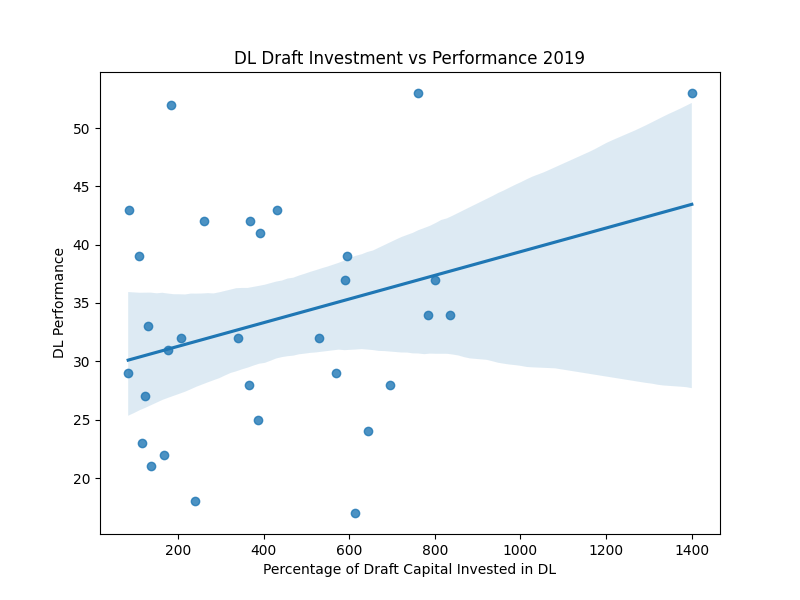 DL Draft Investment vs Performance 2019
50
45
40
35
30
25
20
DL Performance
200 400 600 800 1000 1200 1400
Percentage of Draft Capital Invested in DL